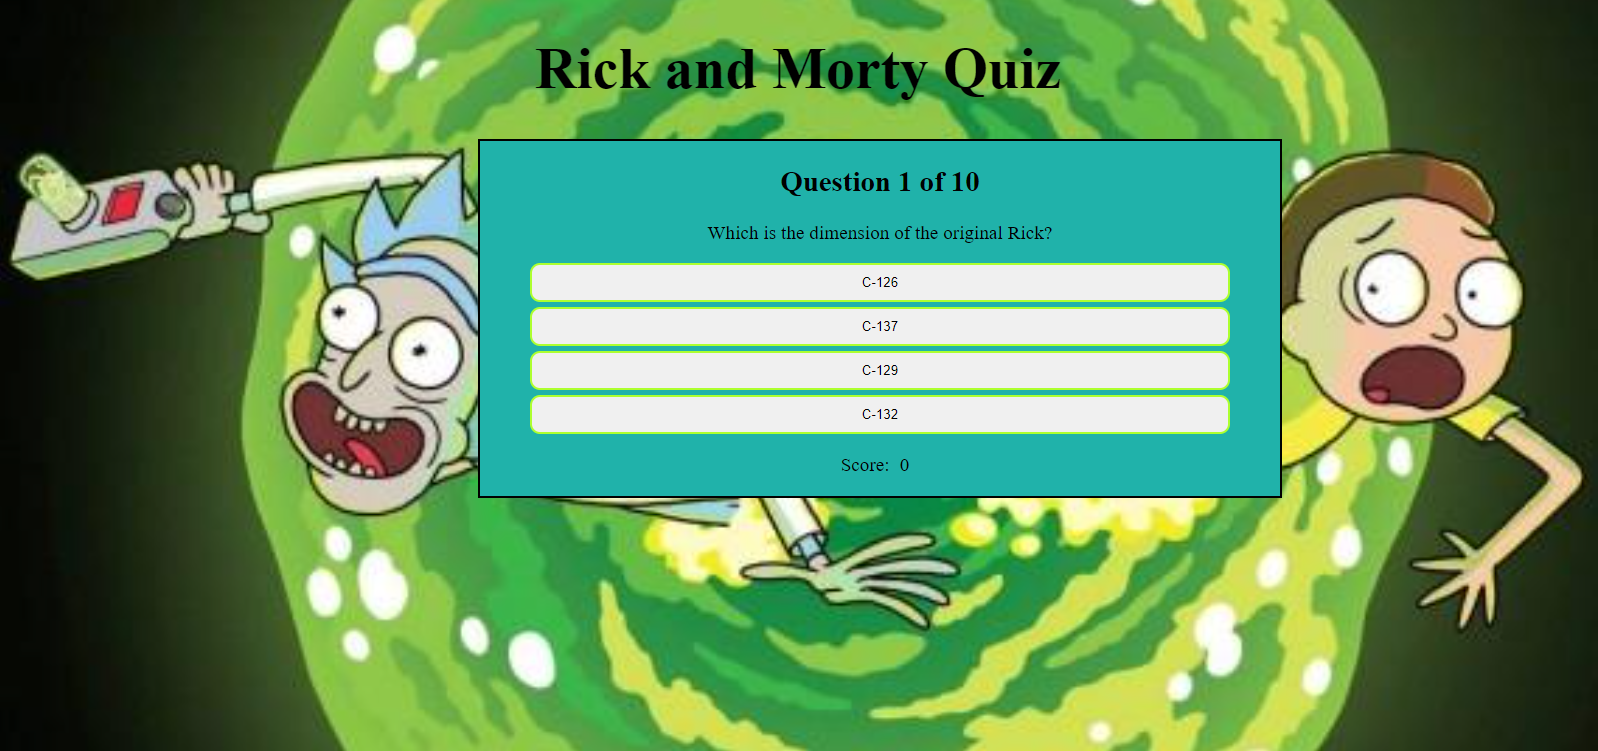 Rick and Morty Quiz
Question 1 of 10
Which is the dimension of the original Rick?
C-126
C-137
C-129
C-132
Score: 0